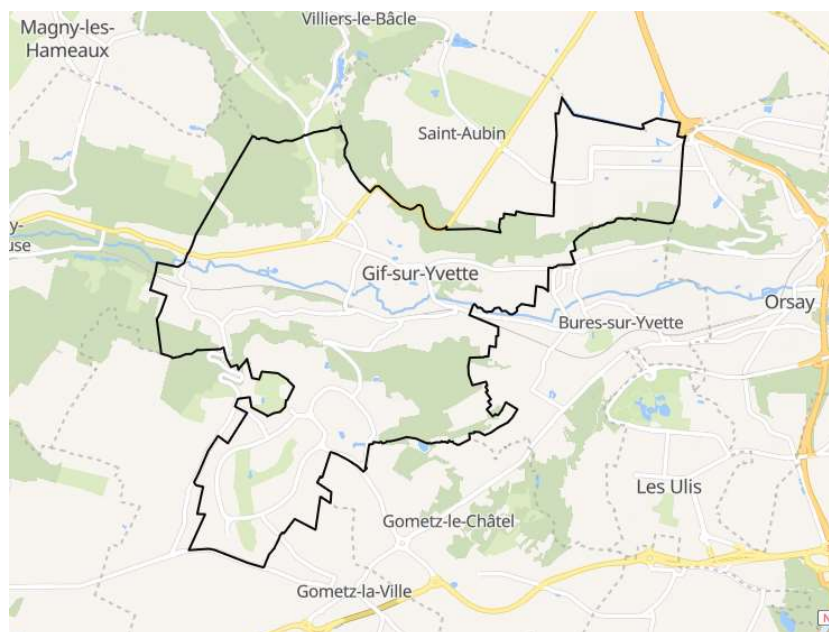 Villiers-le-Bâcle
Magny-les-
Hameaux
Saint-Aubin
y-
use
Gif-sur-Yvette
Orsay
Bures-sur-Yvette
Les Ulis
Gometz-le-Châtel
Gometz-la-Ville
N